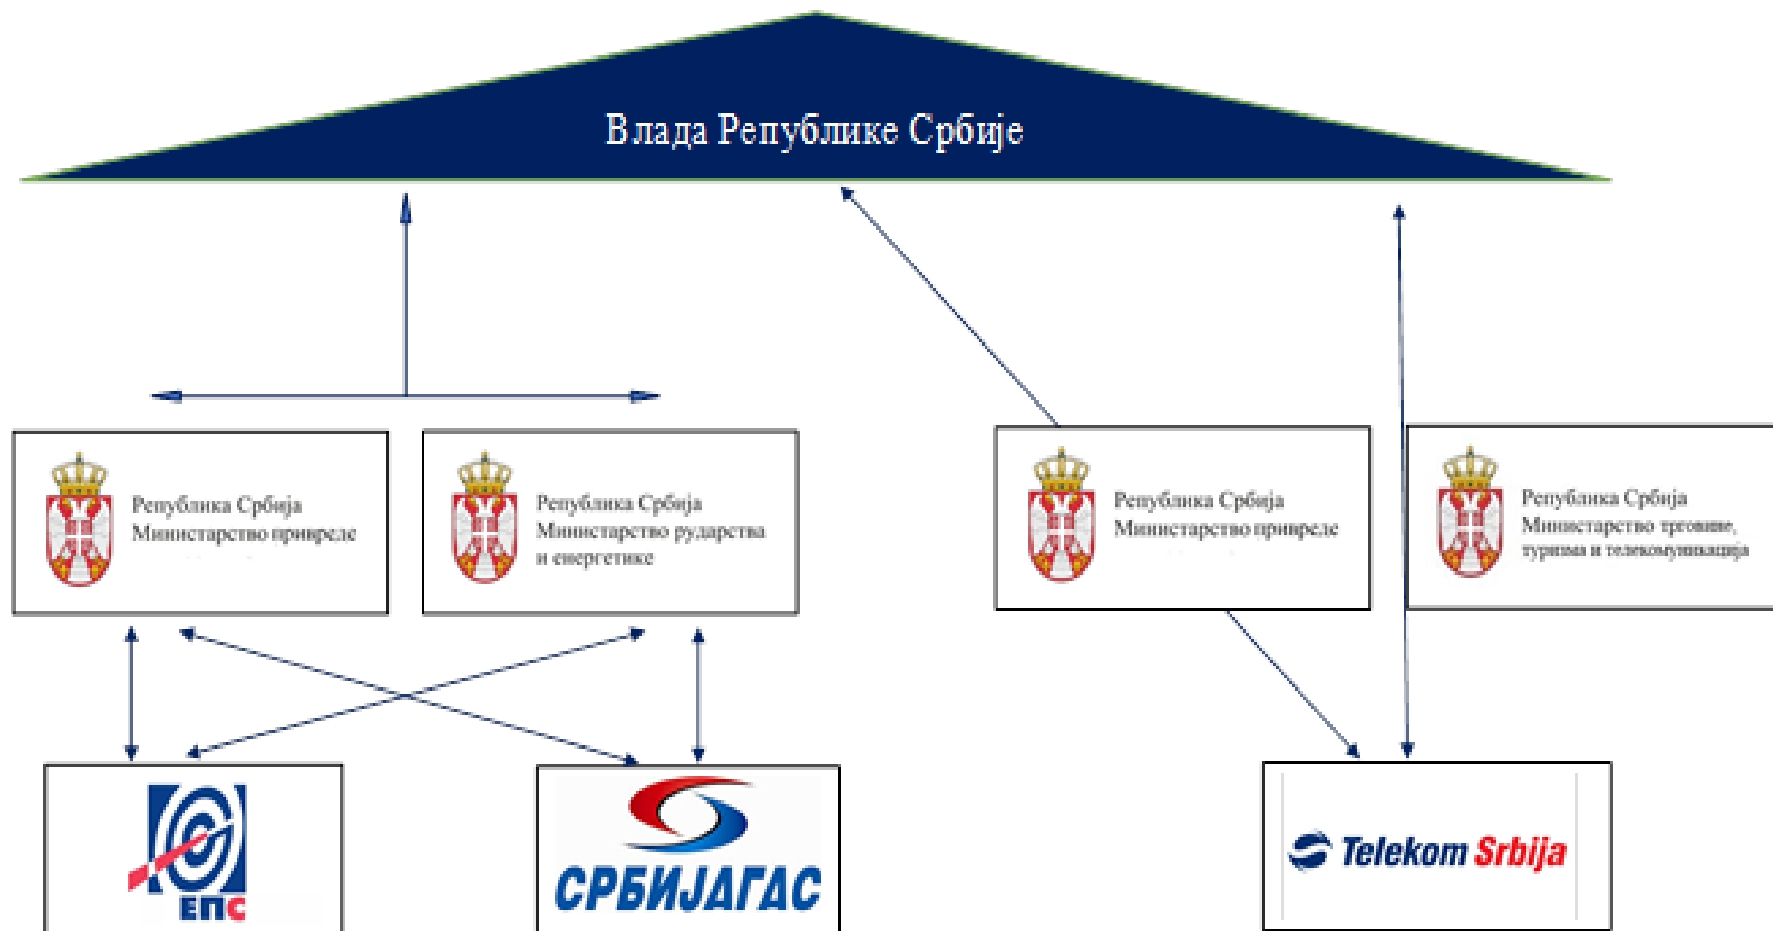 Влада Републике Србије
Република Србија
Министарство привреде
Република Србија
Министарство рударства
и енергетике
Република Србија
Министарство привреде
Република Србија
Министарство трговине,
туризма и телекомуникација
ЕПС
СРБИЈАГАС
Telekom Srbija